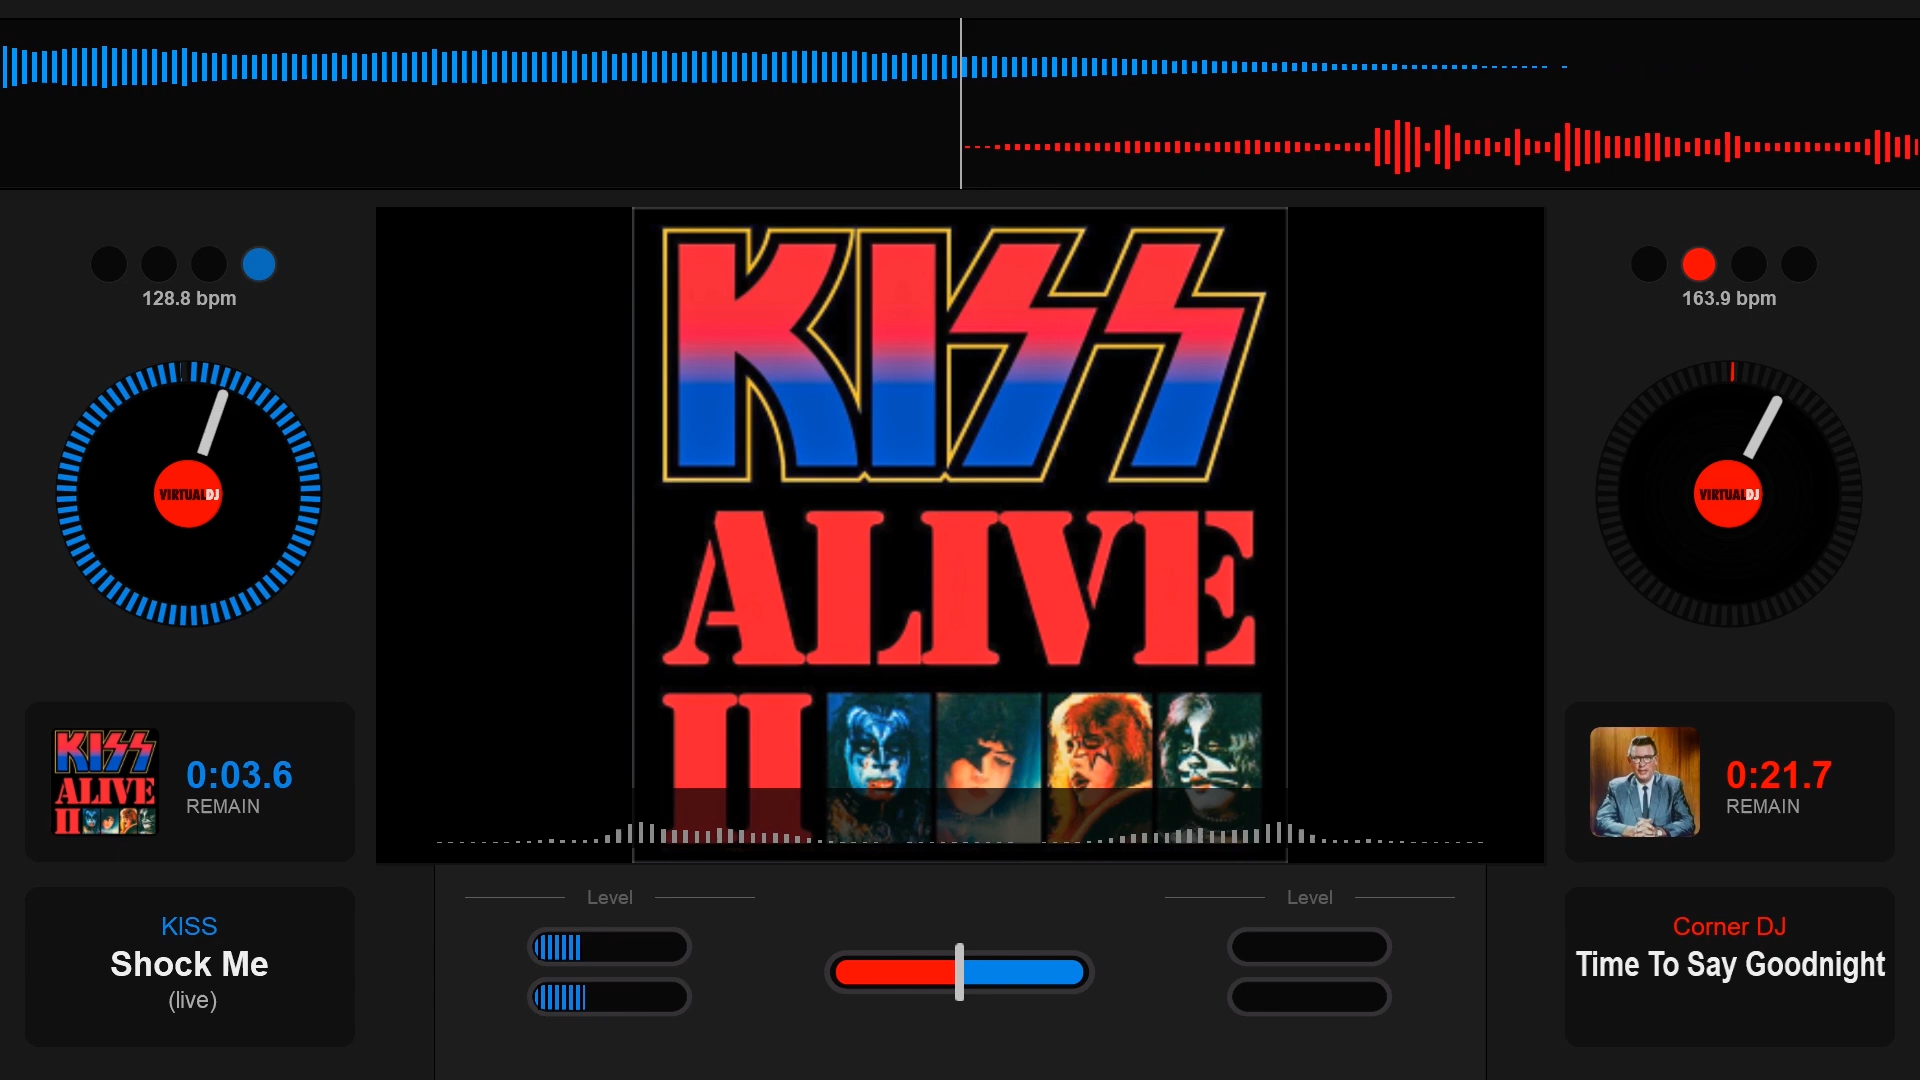 128.8 bpm
163.9 bpm
KISS
ALIVE
II
VIRTUALDJ
VIRTUALDJ
KISS
ALIVE
II
0:03.6
REMAIN
0:21.7
REMAIN
Level
Level
KISS
Shock Me
(live)
Corner DJ
Time To Say Goodnight